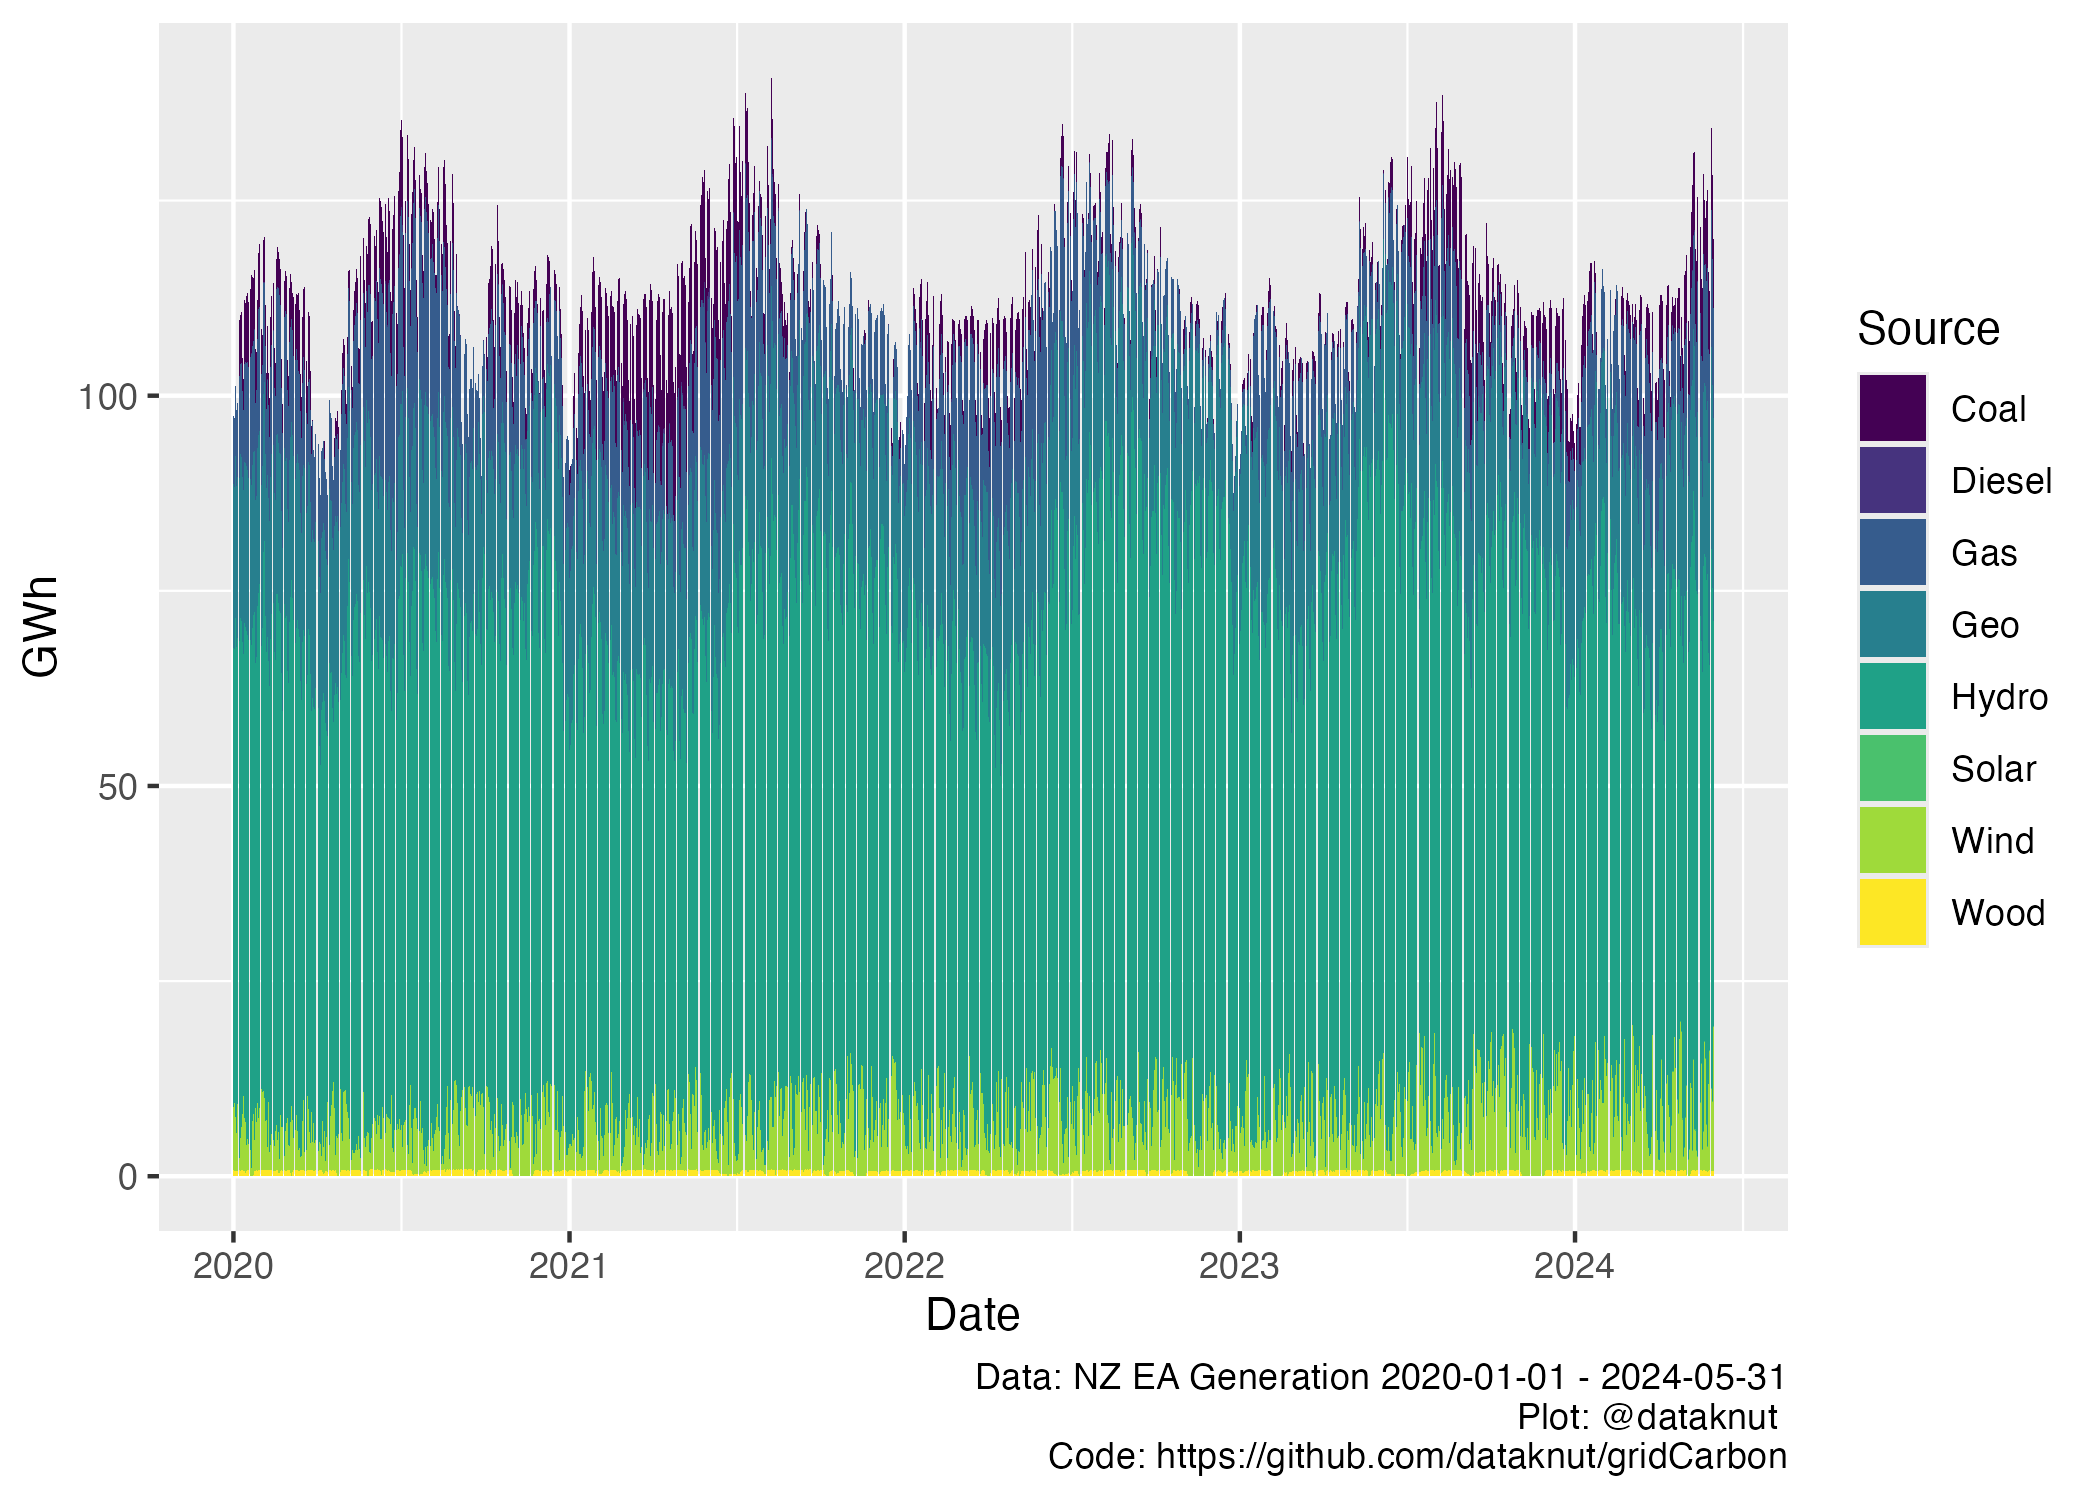 GWh
100
50
0
2020 2021 2022 2023 2024
Date
Source
Coal
Diesel
Gas
Geo
Hydro
Solar
Wind
Wood
Data: NZ EA Generation 2020-01-01 - 2024-05-31
Plot: @dataknut
Code: https://github.com/dataknut/gridCarbon